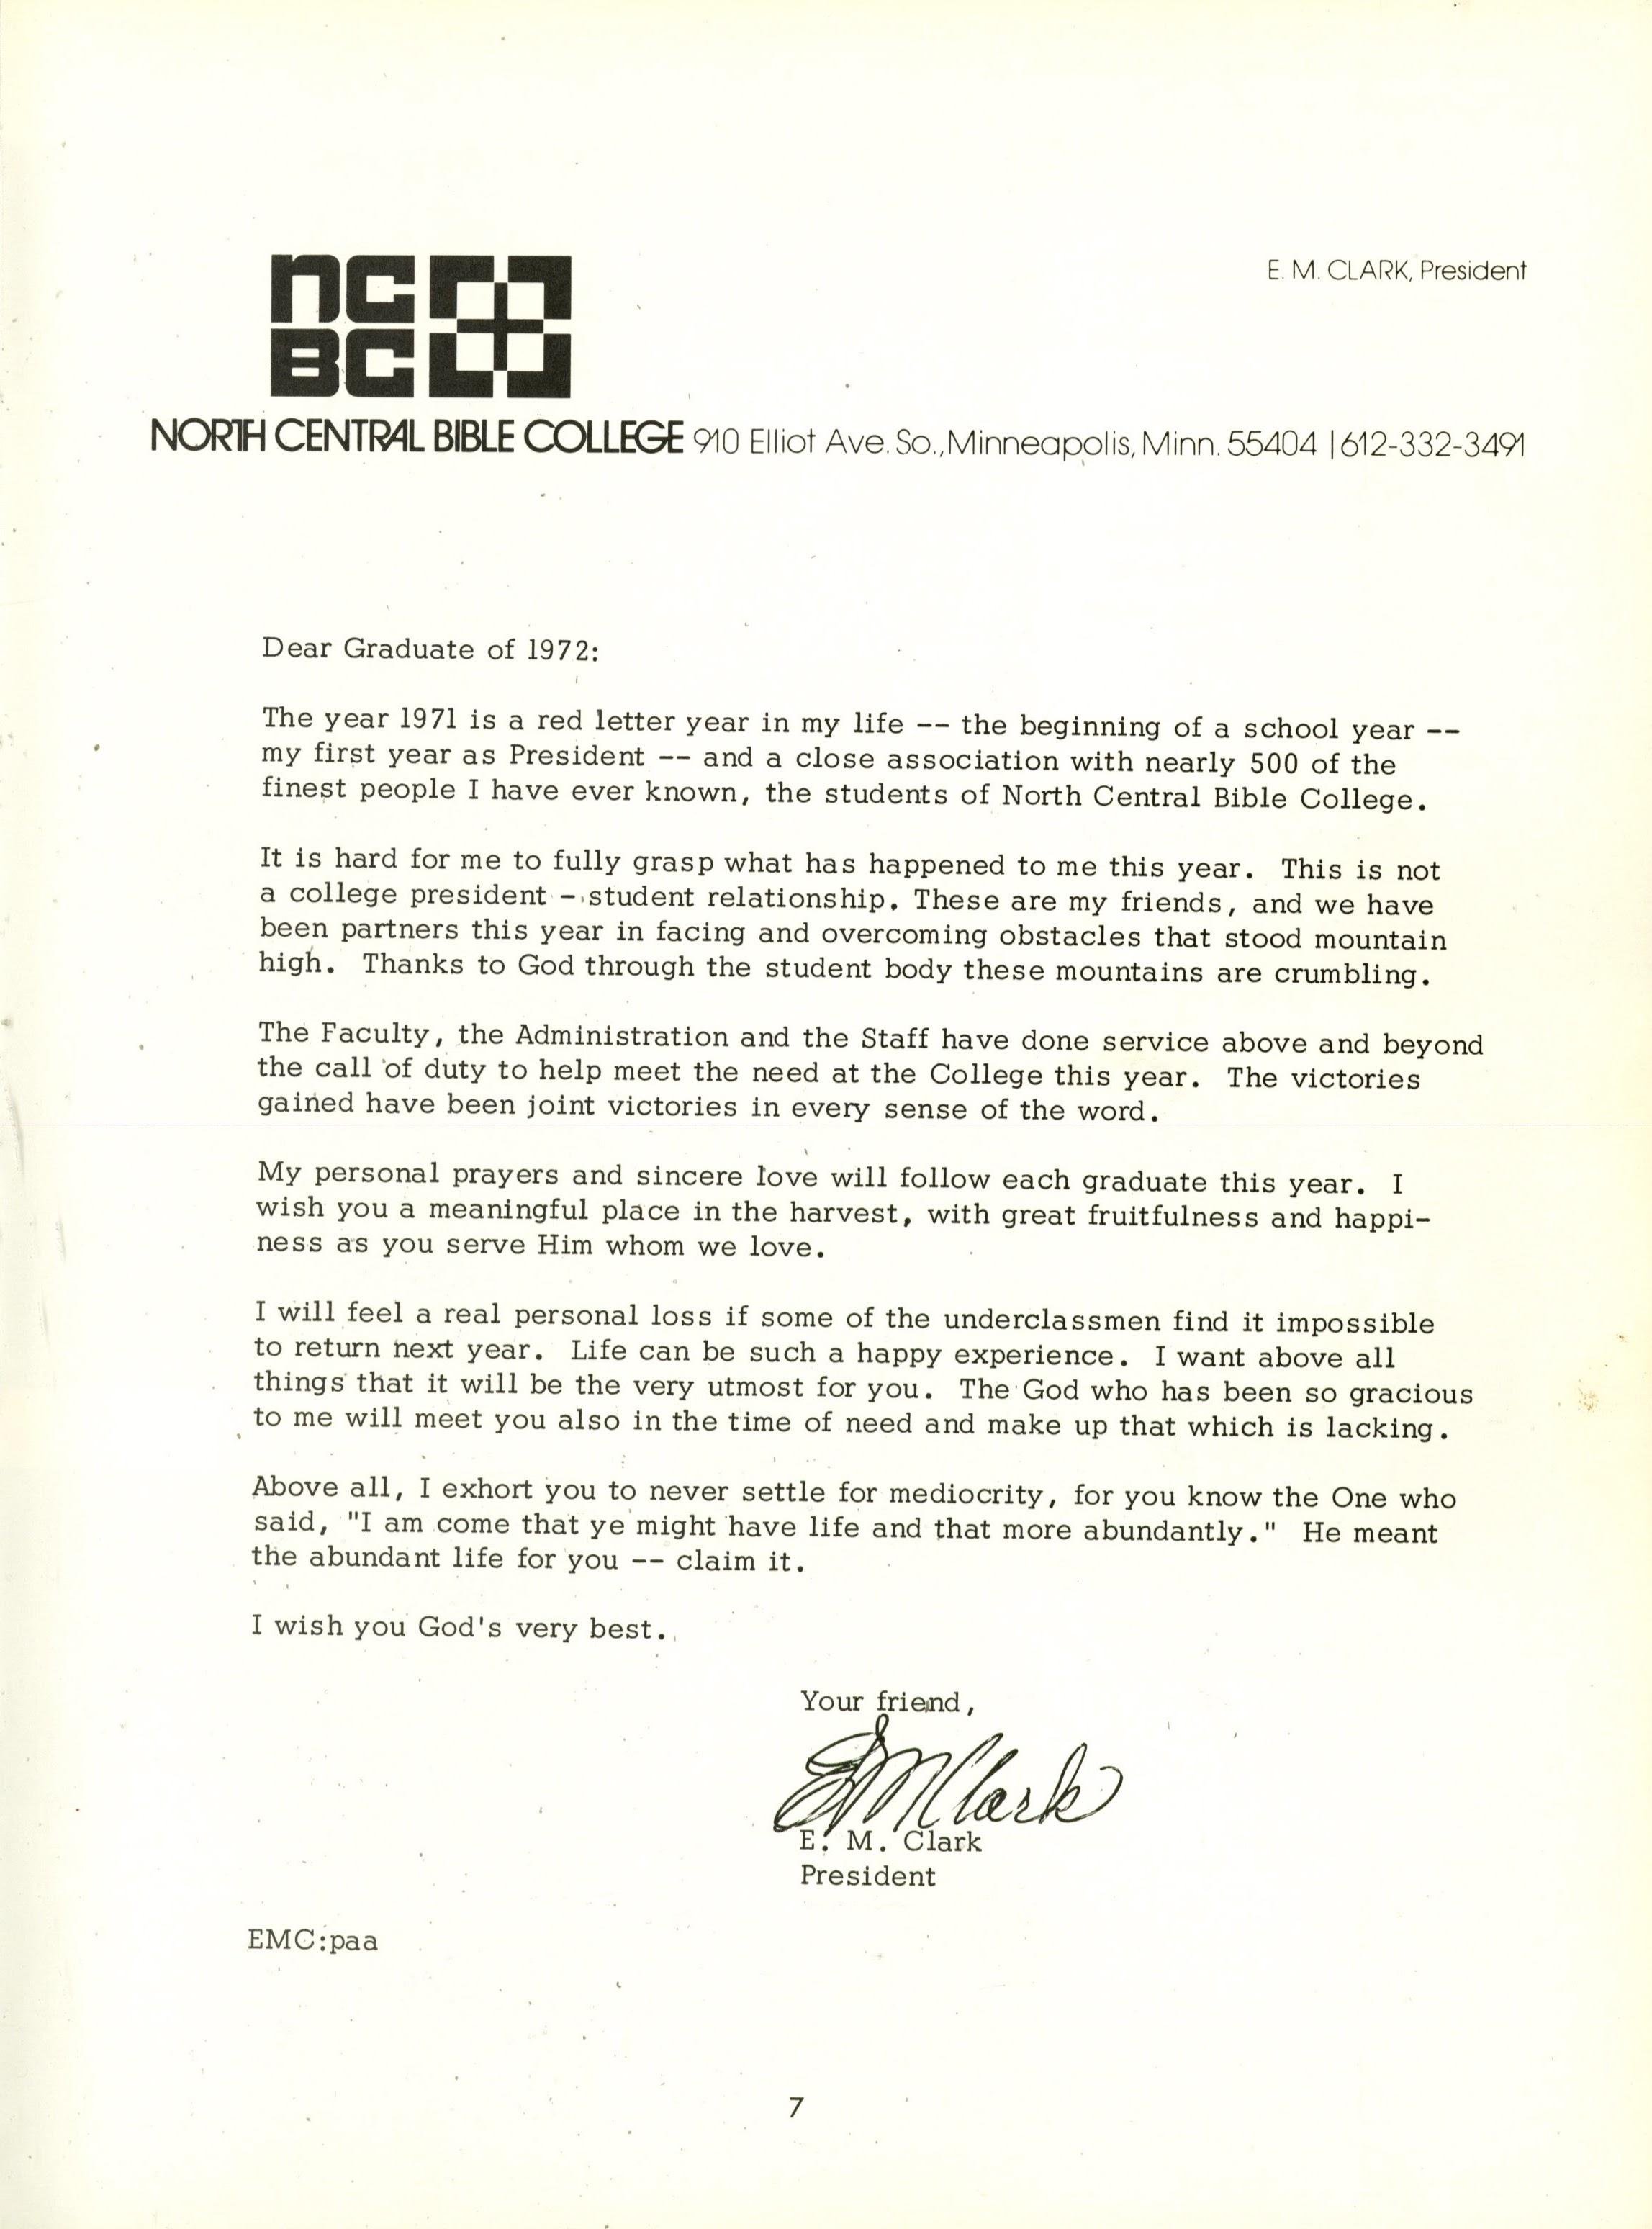 nc
BC
E. M. CLARK, President
NORTH CENTRAL BIBLE COLLEGE 910 Elliot Ave. So., Minneapolis, Minn. 55404 | 612-332-3491
Dear Graduate of 1972:
The year 1971 is a red letter year in my life -- the beginning of a school year --
my first year as President -- and a close association with nearly 500 of the
finest people I have ever known, the students of North Central Bible College.
It is hard for me to fully grasp what has happened to me this year. This is not
a college president - student relationship. These are my friends, and we have
been partners this year in facing and overcoming obstacles that stood mountain
high. Thanks to God through the student body these mountains are crumbling.
The Faculty, the Administration and the Staff have done service above and beyond
the call of duty to help meet the need at the College this year. The victories
gained have been joint victories in every sense of the word.
My personal prayers and sincere love will follow each graduate this year. I
wish you a meaningful place in the harvest, with great fruitfulness and happi-
ness as you serve Him whom we love.
I will feel a real personal loss if some of the underclassmen find it impossible
to return next year. Life can be such a happy experience. I want above all
things that it will be the very utmost for you. The God who has been so gracious
to me will meet you also in the time of need and make up that which is lacking.
Above all, I exhort you to never settle for mediocrity, for you know the One who
said, "I am come that ye might have life and that more abundantly." He meant
the abundant life for you -- claim it.
I wish you God's very best.
Your friend,
EM Clark
E. M. Clark
President
EMC:paa
7